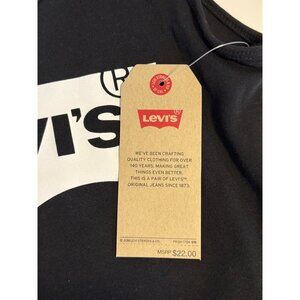 LEVI'S
®
VI'S
WE'VE BEEN CRAFTING
QUALITY CLOTHING FOR OVER
140 YEARS. MAKING GREAT
THINGS EVEN BETTER.
THIS IS A PAIR OF LEVI'S®
ORIGINAL JEANS SINCE 1873.
MSRP $22.00